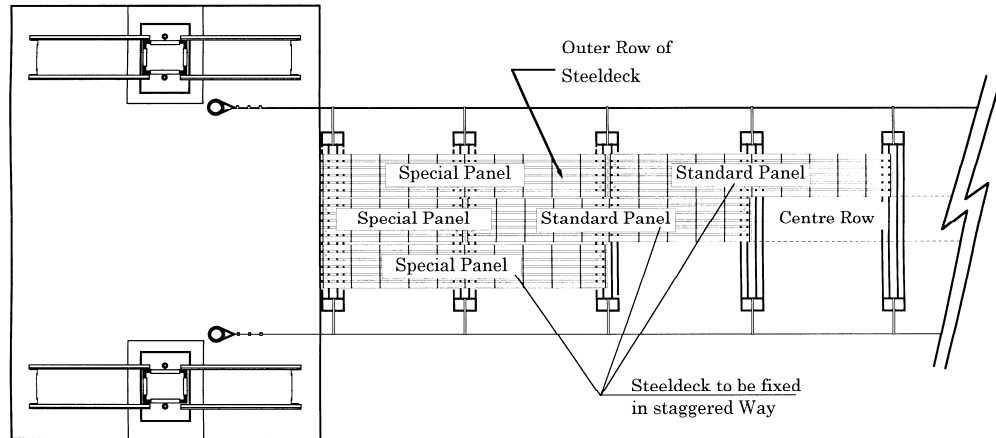 Outer Row of
Steeldeck
Special Panel
Standard Panel
Special Panel
Standard Panel
Centre Row
Special Panel
Steeldeck to be fixed
in staggered Way